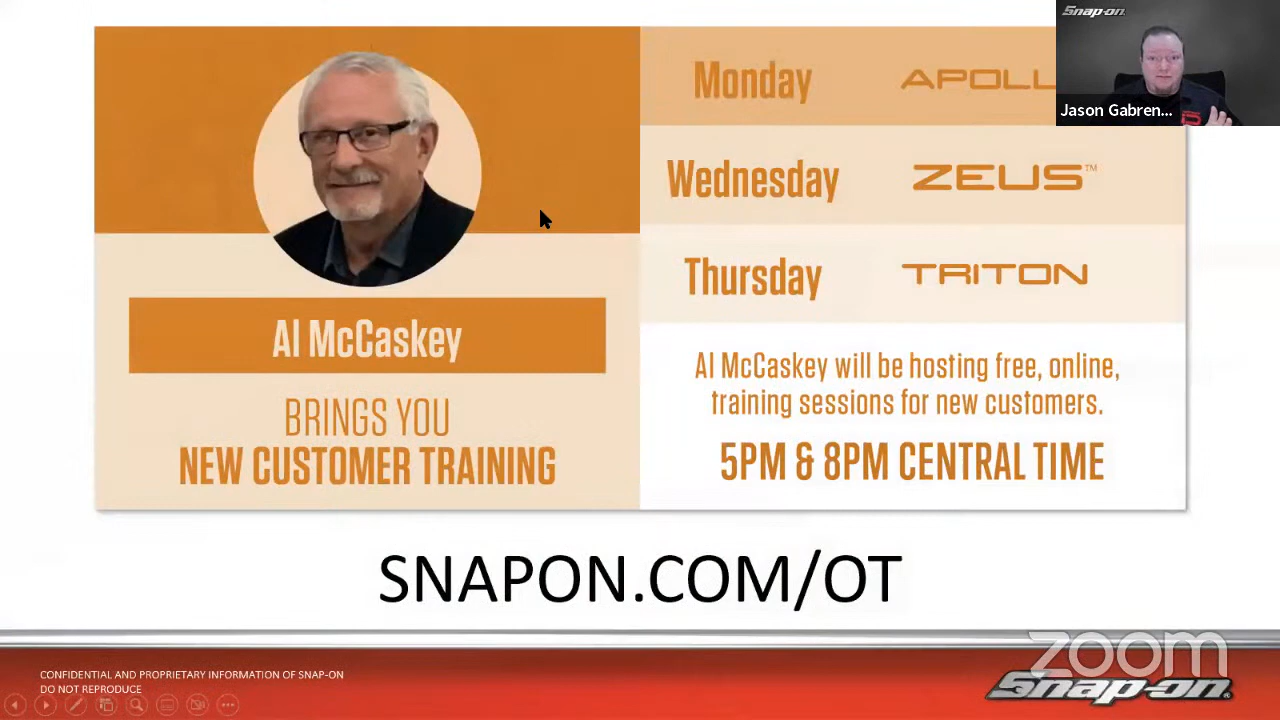 Snap-on
Jason Gabren...
Monday APOLL
Wednesday ZEUS™
Thursday TRITON
Al McCaskey
BRINGS YOU
NEW CUSTOMER TRAINING
Al McCaskey will be hosting free, online,
training sessions for new customers.
5PM & 8PM CENTRAL TIME
SNAPON.COM/OT
CONFIDENTIAL AND PROPRIETARY INFORMATION OF SNAP-ON
DO NOT REPRODUCE
zoom
Snap-on